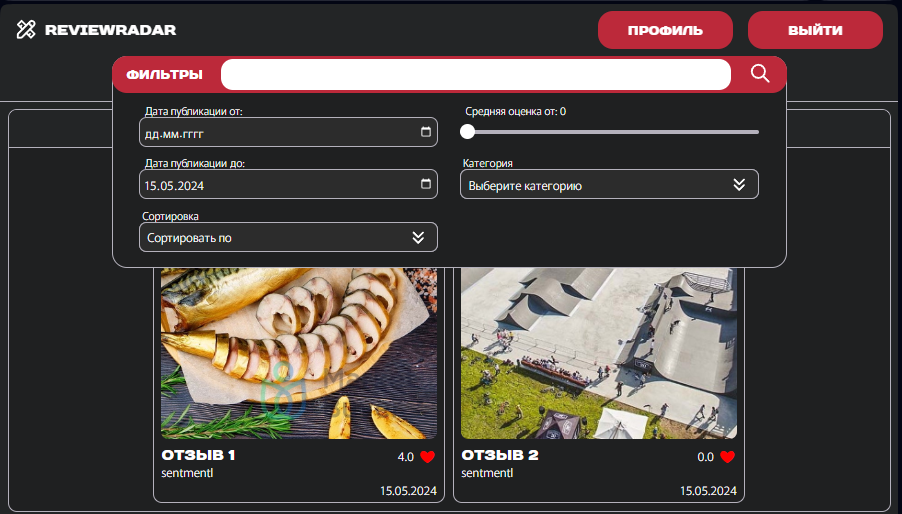 REVIEWRADAR
ПРОФИЛЬ
ВЫЙТИ
ФИЛЬТРЫ
Дата публикации от:
дд.мм.гггг
Средняя оценка от: 0
Дата публикации до:
15.05.2024
Категория
Выберите категорию
Сортировка
Сортировать по
ОТЗЫВ 1
4.0
sentmentl
15.05.2024
ОТЗЫВ 2
0.0
sentmentl
15.05.2024